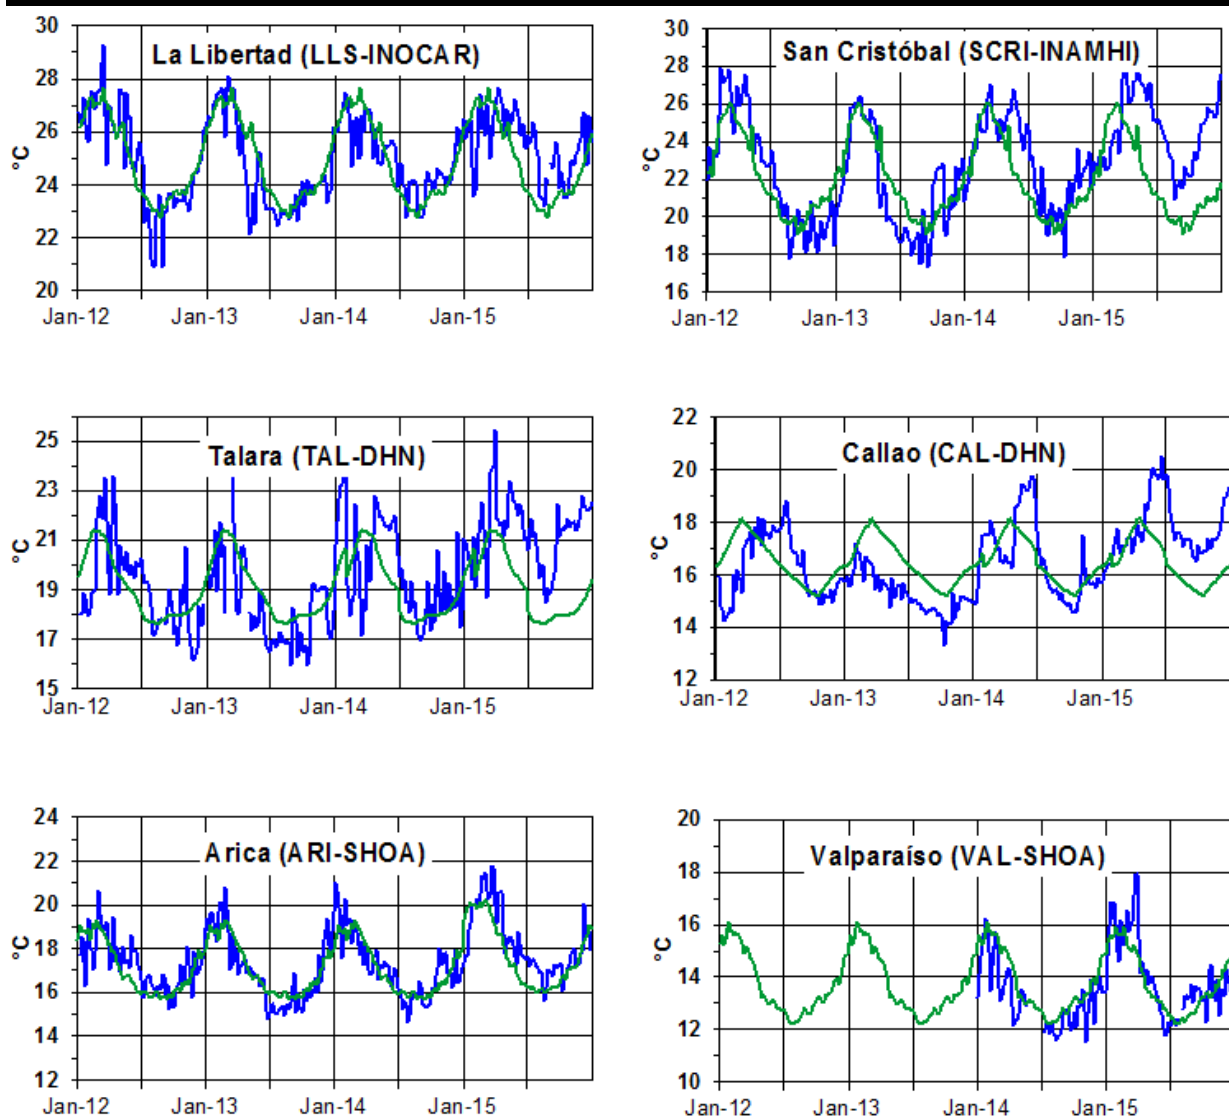 La Libertad (LLS-INOCAR)
30
28
26
24
22
20
°C
Jan-12 Jan-13 Jan-14 Jan-15
San Cristóbal (SCRI-INAMHI)
30
28
26
24
22
20
18
16
°C
Jan-12 Jan-13 Jan-14 Jan-15
Talara (TAL-DHN)
25
23
21
19
17
15
°C
Jan-12 Jan-13 Jan-14 Jan-15
Callao (CAL-DHN)
22
20
18
16
14
12
°C
Jan-12 Jan-13 Jan-14 Jan-15
Arica (ARI-SHOA)
24
22
20
18
16
14
12
°C
Jan-12 Jan-13 Jan-14 Jan-15
Valparaíso (VAL-SHOA)
20
18
16
14
12
10
°C
Jan-12 Jan-13 Jan-14 Jan-15